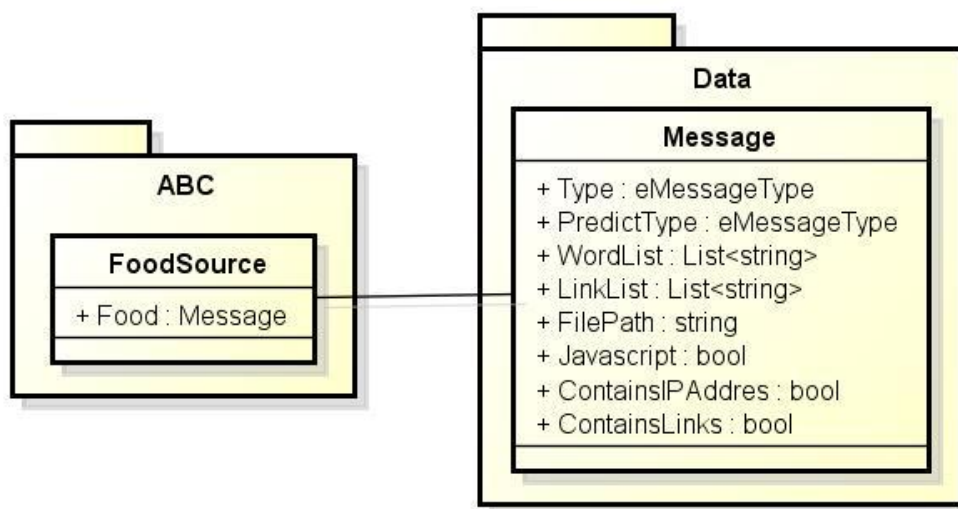 ABC
FoodSource
+ Food : Message
Data
Message
+ Type : eMessageType
+ PredictType : eMessageType
+ WordList : List<string>
+ LinkList : List<string>
+ FilePath : string
+ Javascript : bool
+ ContainsIPAddres : bool
+ ContainsLinks : bool